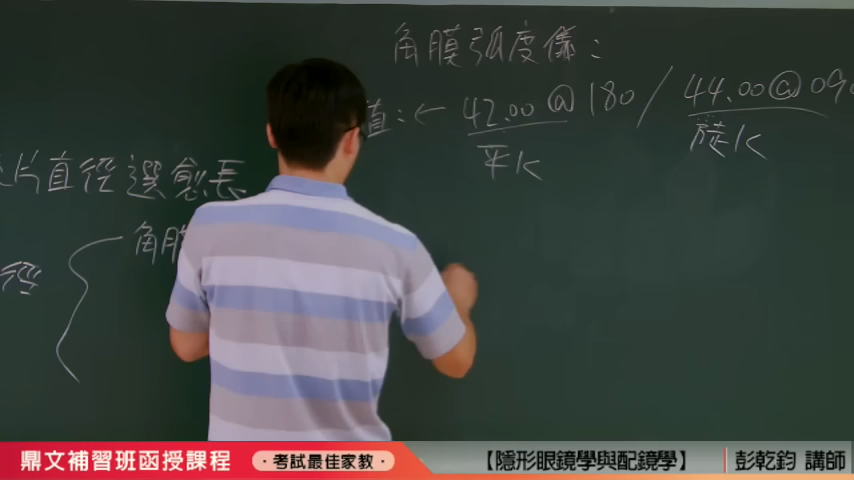 角膜弧度儀：
值：← 42.00 @ 180 / 44.00 @ 090
平K
陡K
片直徑選愈長
徑
角膜
鼎文補習班函授課程
·考試最佳家教·
【隱形眼鏡學與配鏡學】
彭乾鈞 講師